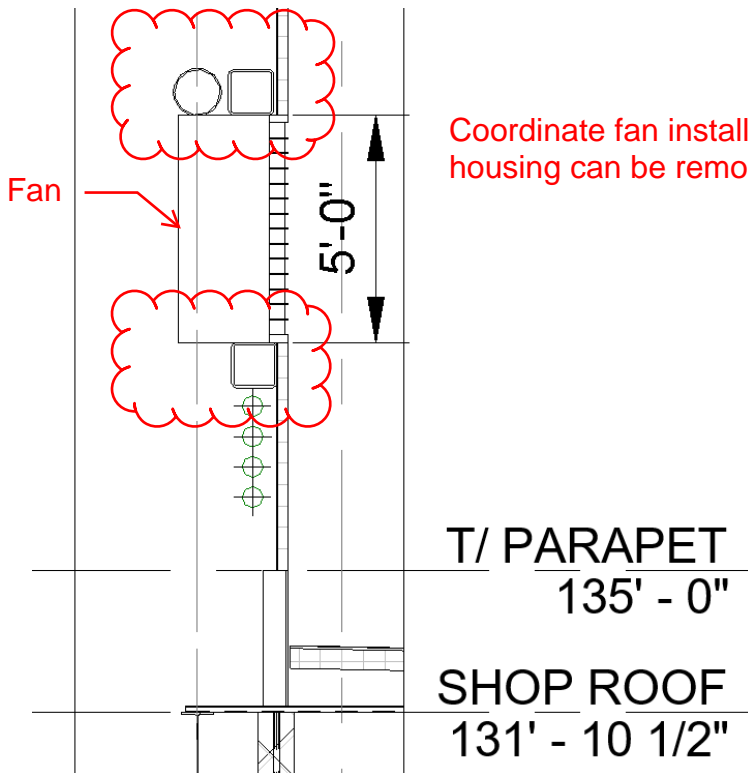 Coordinate fan install
housing can be remo
Fan
5'-0"
T/ PARAPET
135' - 0"
SHOP ROOF
131' - 10 1/2"